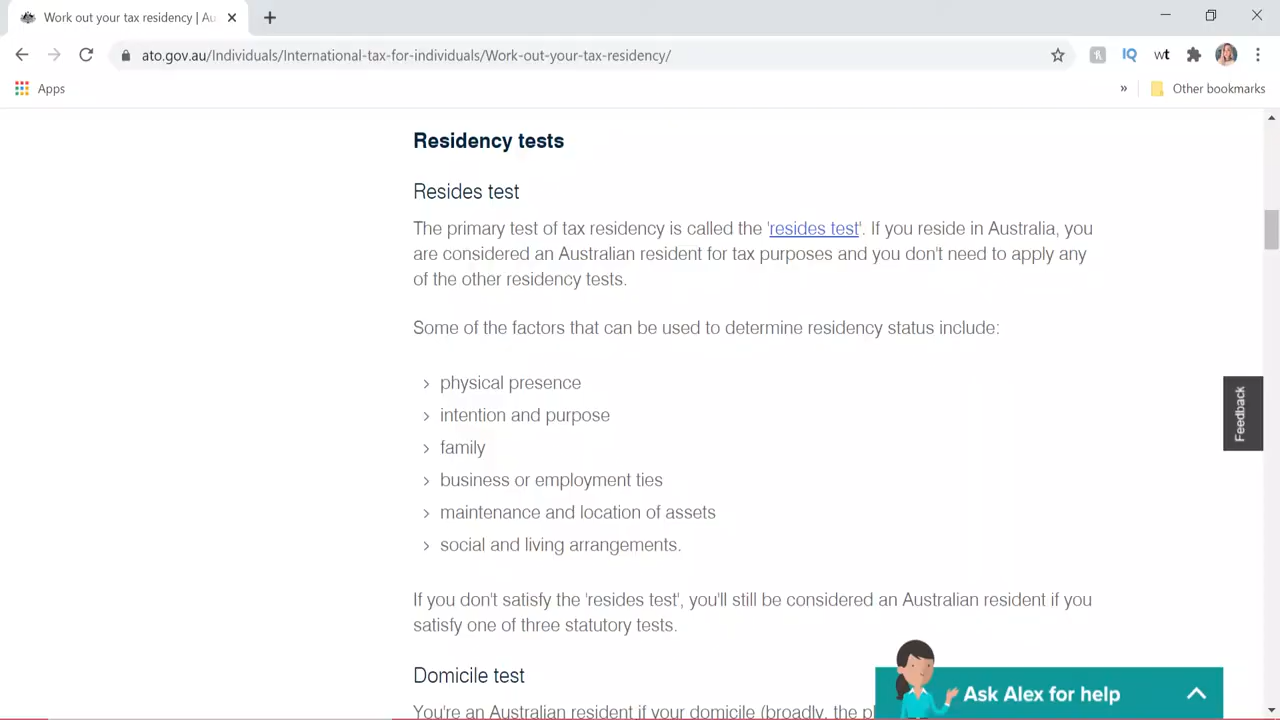 Work out your tax residency | Au
ato.gov.au/Individuals/International-tax-for-individuals/Work-out-your-tax-residency/
IQ
wt
Apps
»
Other bookmarks
Residency tests
Resides test
The primary test of tax residency is called the 'resides test'. If you reside in Australia, you
are considered an Australian resident for tax purposes and you don't need to apply any
of the other residency tests.
Some of the factors that can be used to determine residency status include:
physical presence
intention and purpose
family
business or employment ties
maintenance and location of assets
social and living arrangements.
Feedback
If you don't satisfy the 'resides test', you'll still be considered an Australian resident if you
satisfy one of three statutory tests.
Domicile test
Ask Alex for help
You're an Australian resident if your domicile (broadly, the